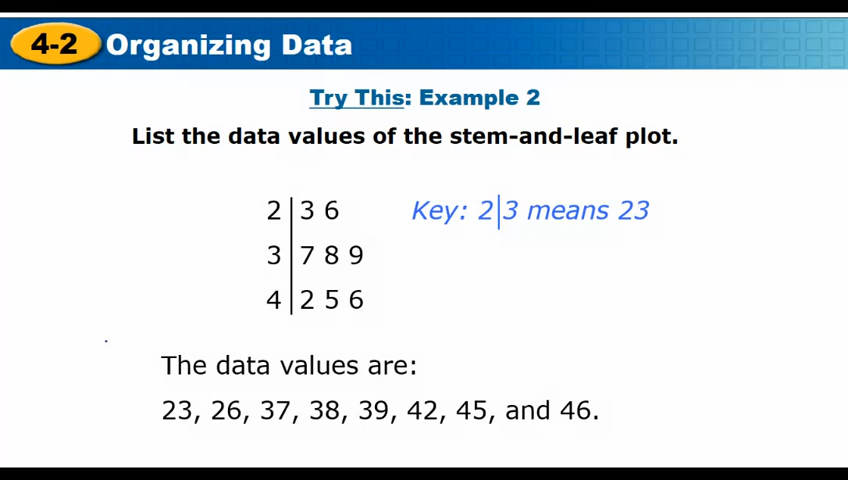 4-2 Organizing Data
Try This: Example 2
List the data values of the stem-and-leaf plot.
2 | 3 6 Key: 2|3 means 23
3 | 7 8 9
4 | 2 5 6
The data values are:
23, 26, 37, 38, 39, 42, 45, and 46.